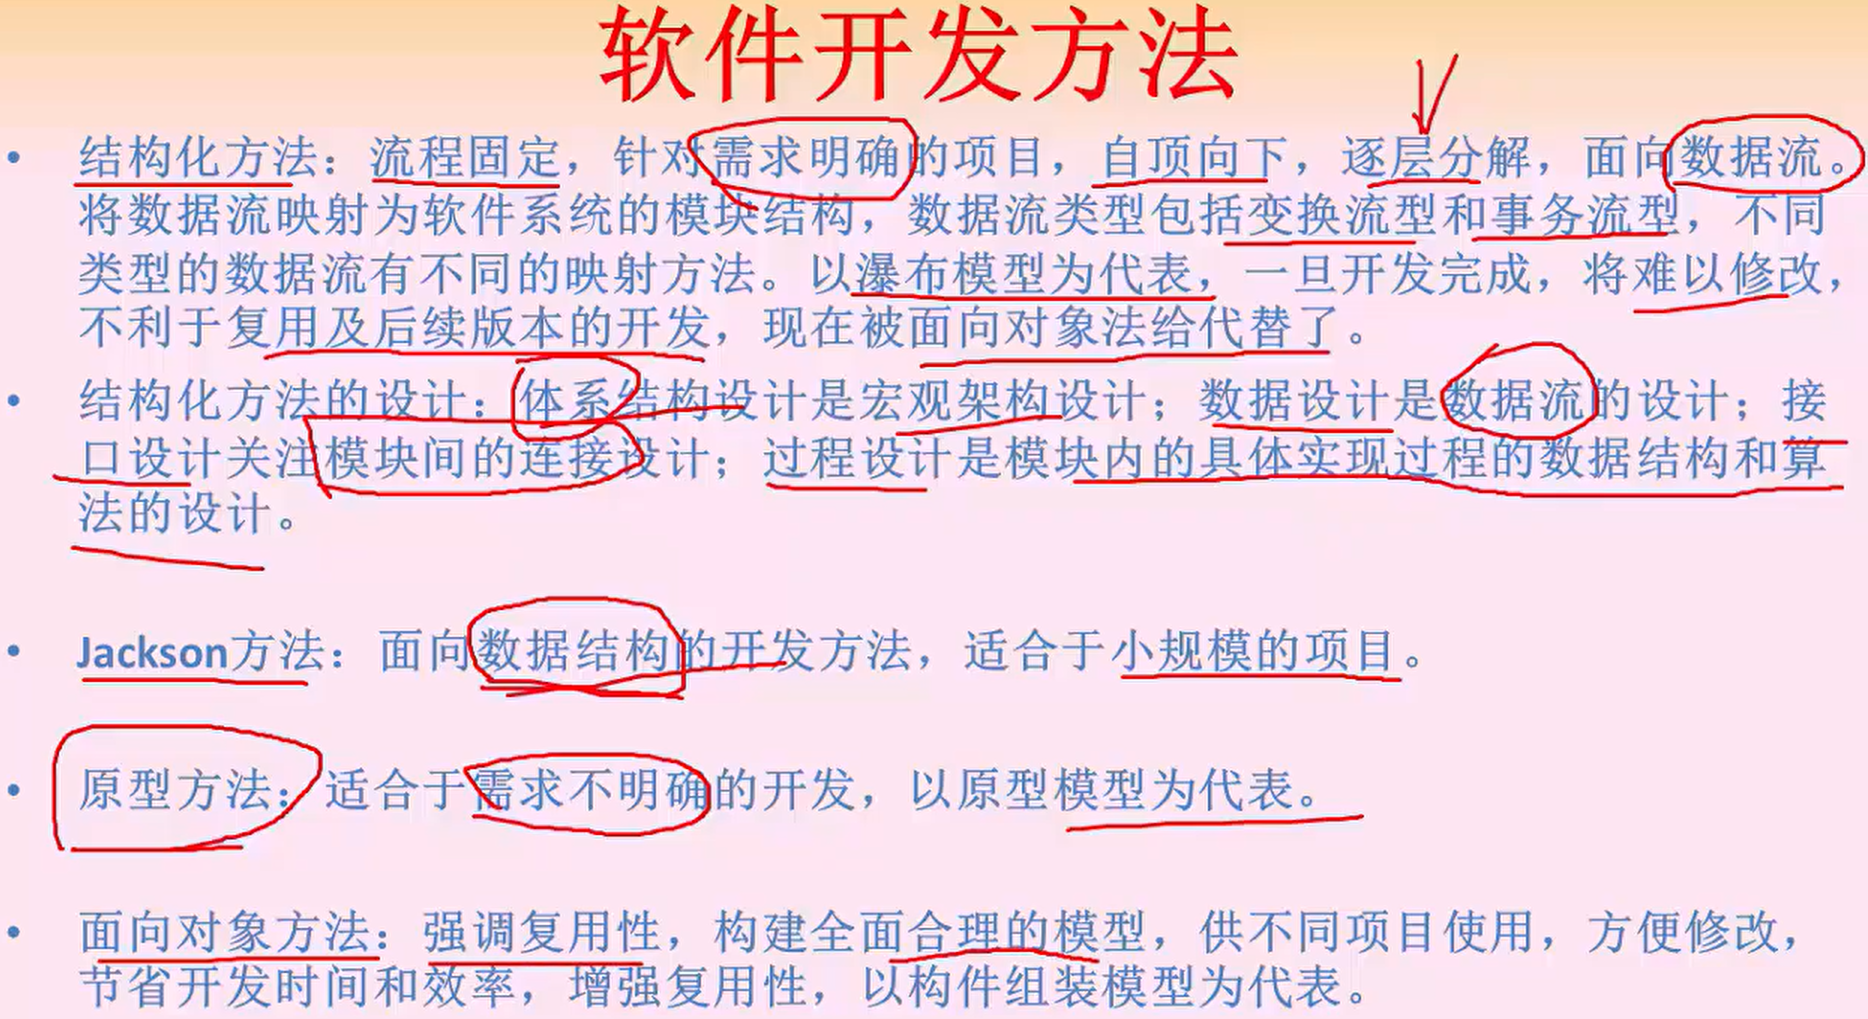 软件开发方法
• 结构化方法：流程固定，针对需求明确的项目，自顶向下，逐层分解，面向数据流。
将数据流映射为软件系统的模块结构，数据流类型包括变换流型和事务流型，不同
类型的数据流有不同的映射方法。以瀑布模型为代表，一旦开发完成，将难以修改，
不利于复用及后续版本的开发，现在被面向对象法给代替了。
• 结构化方法的设计：体系结构设计是宏观架构设计；数据设计是数据流的设计；接
口设计关注模块间的连接设计；过程设计是模块内的具体实现过程的数据结构和算
法的设计。
• Jackson方法：面向数据结构的开发方法，适合于小规模的项目。
• 原型方法：适合于需求不明确的开发，以原型模型为代表。
• 面向对象方法：强调复用性，构建全面合理的模型，供不同项目使用，方便修改，
节省开发时间和效率，增强复用性，以构件组装模型为代表。